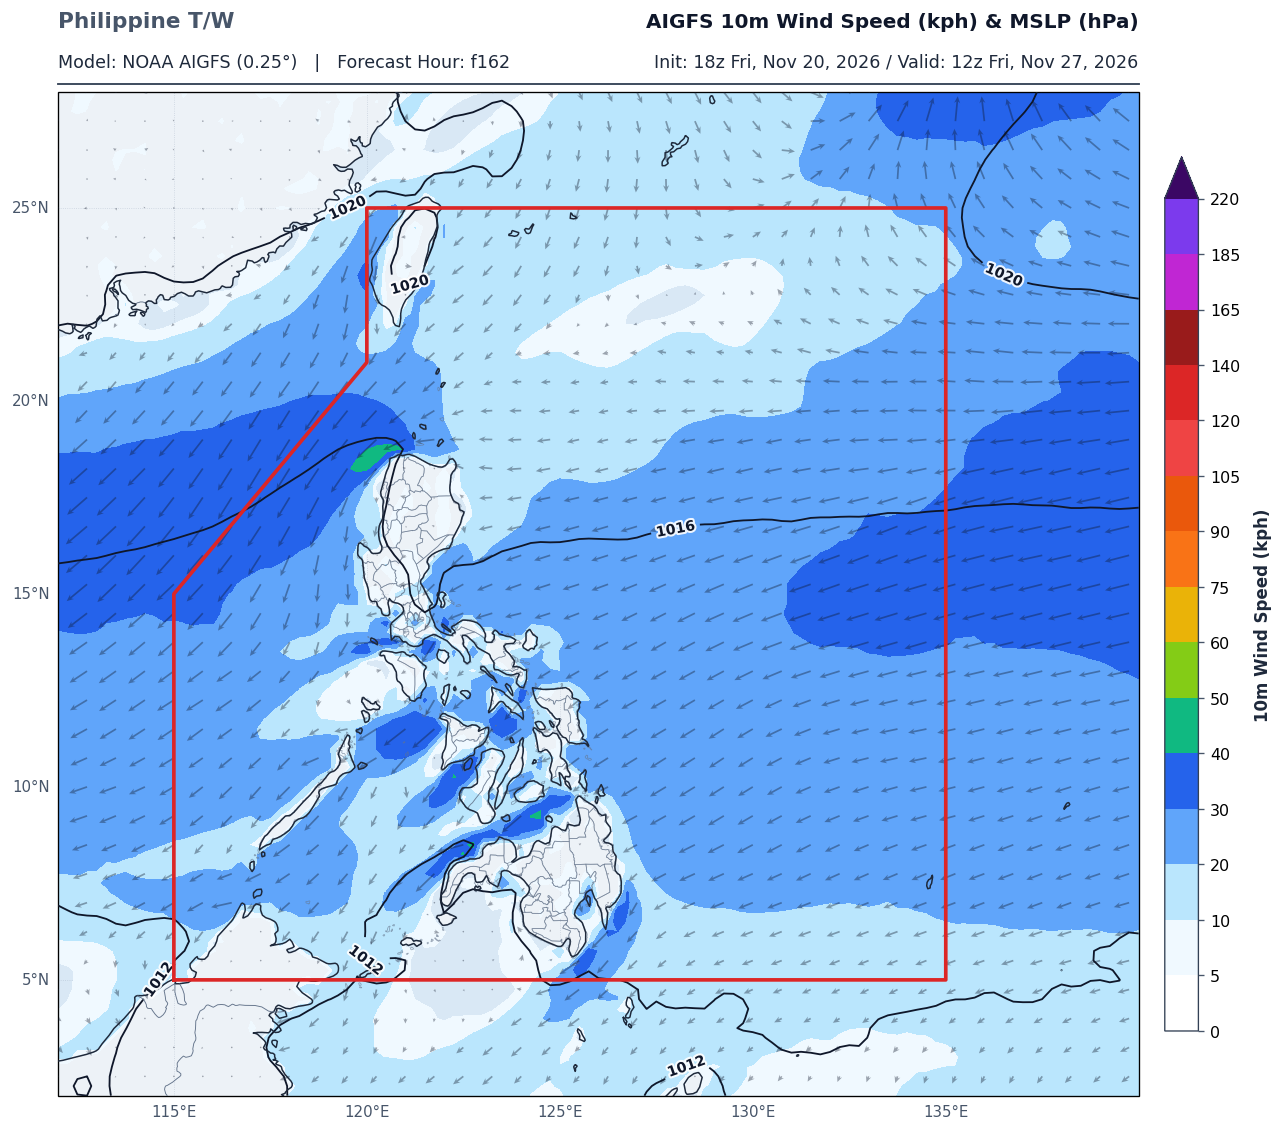 Philippine T/W
AIGFS 10m Wind Speed (kph) & MSLP (hPa)
Model: NOAA AIGFS (0.25°)   |   Forecast Hour: f162
Init: 18z Fri, Nov 20, 2026 / Valid: 12z Fri, Nov 27, 2026
25°N
20°N
15°N
10°N
5°N
115°E
120°E
125°E
130°E
135°E
1020
1020
1020
1016
1012
1012
1012
220
185
165
140
120
105
90
75
60
50
40
30
20
10
5
0
10m Wind Speed (kph)